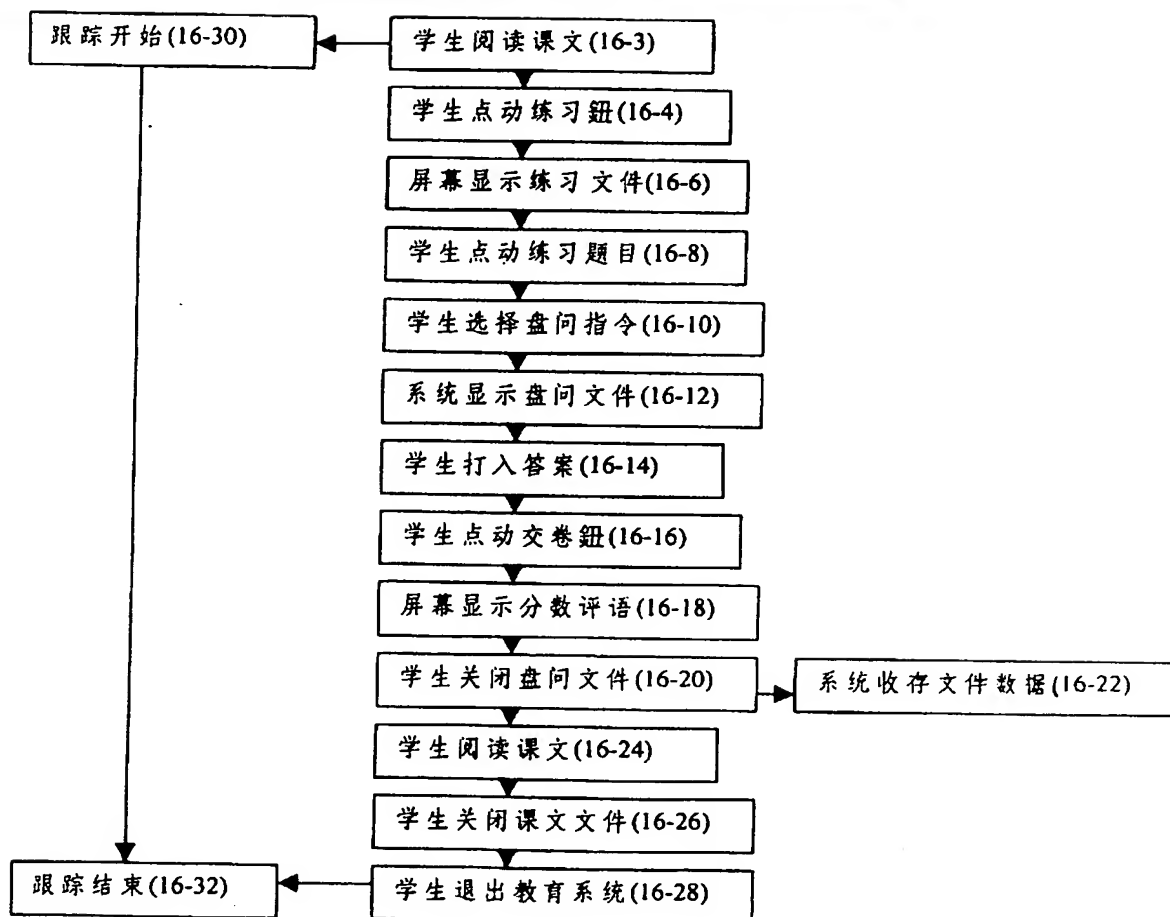 跟踪开始(16-30)
学生阅读课文(16-3)
学生点动练习鈕(16-4)
屏幕显示练习文件(16-6)
学生点动练习题目(16-8)
学生选择盘问指令(16-10)
系统显示盘问文件(16-12)
学生打入答案(16-14)
学生点动交卷鈕(16-16)
屏幕显示分数评语(16-18)
学生关闭盘问文件(16-20)
系统收存文件数据(16-22)
学生阅读课文(16-24)
学生关闭课文文件(16-26)
跟踪结束(16-32)
学生退出教育系统(16-28)